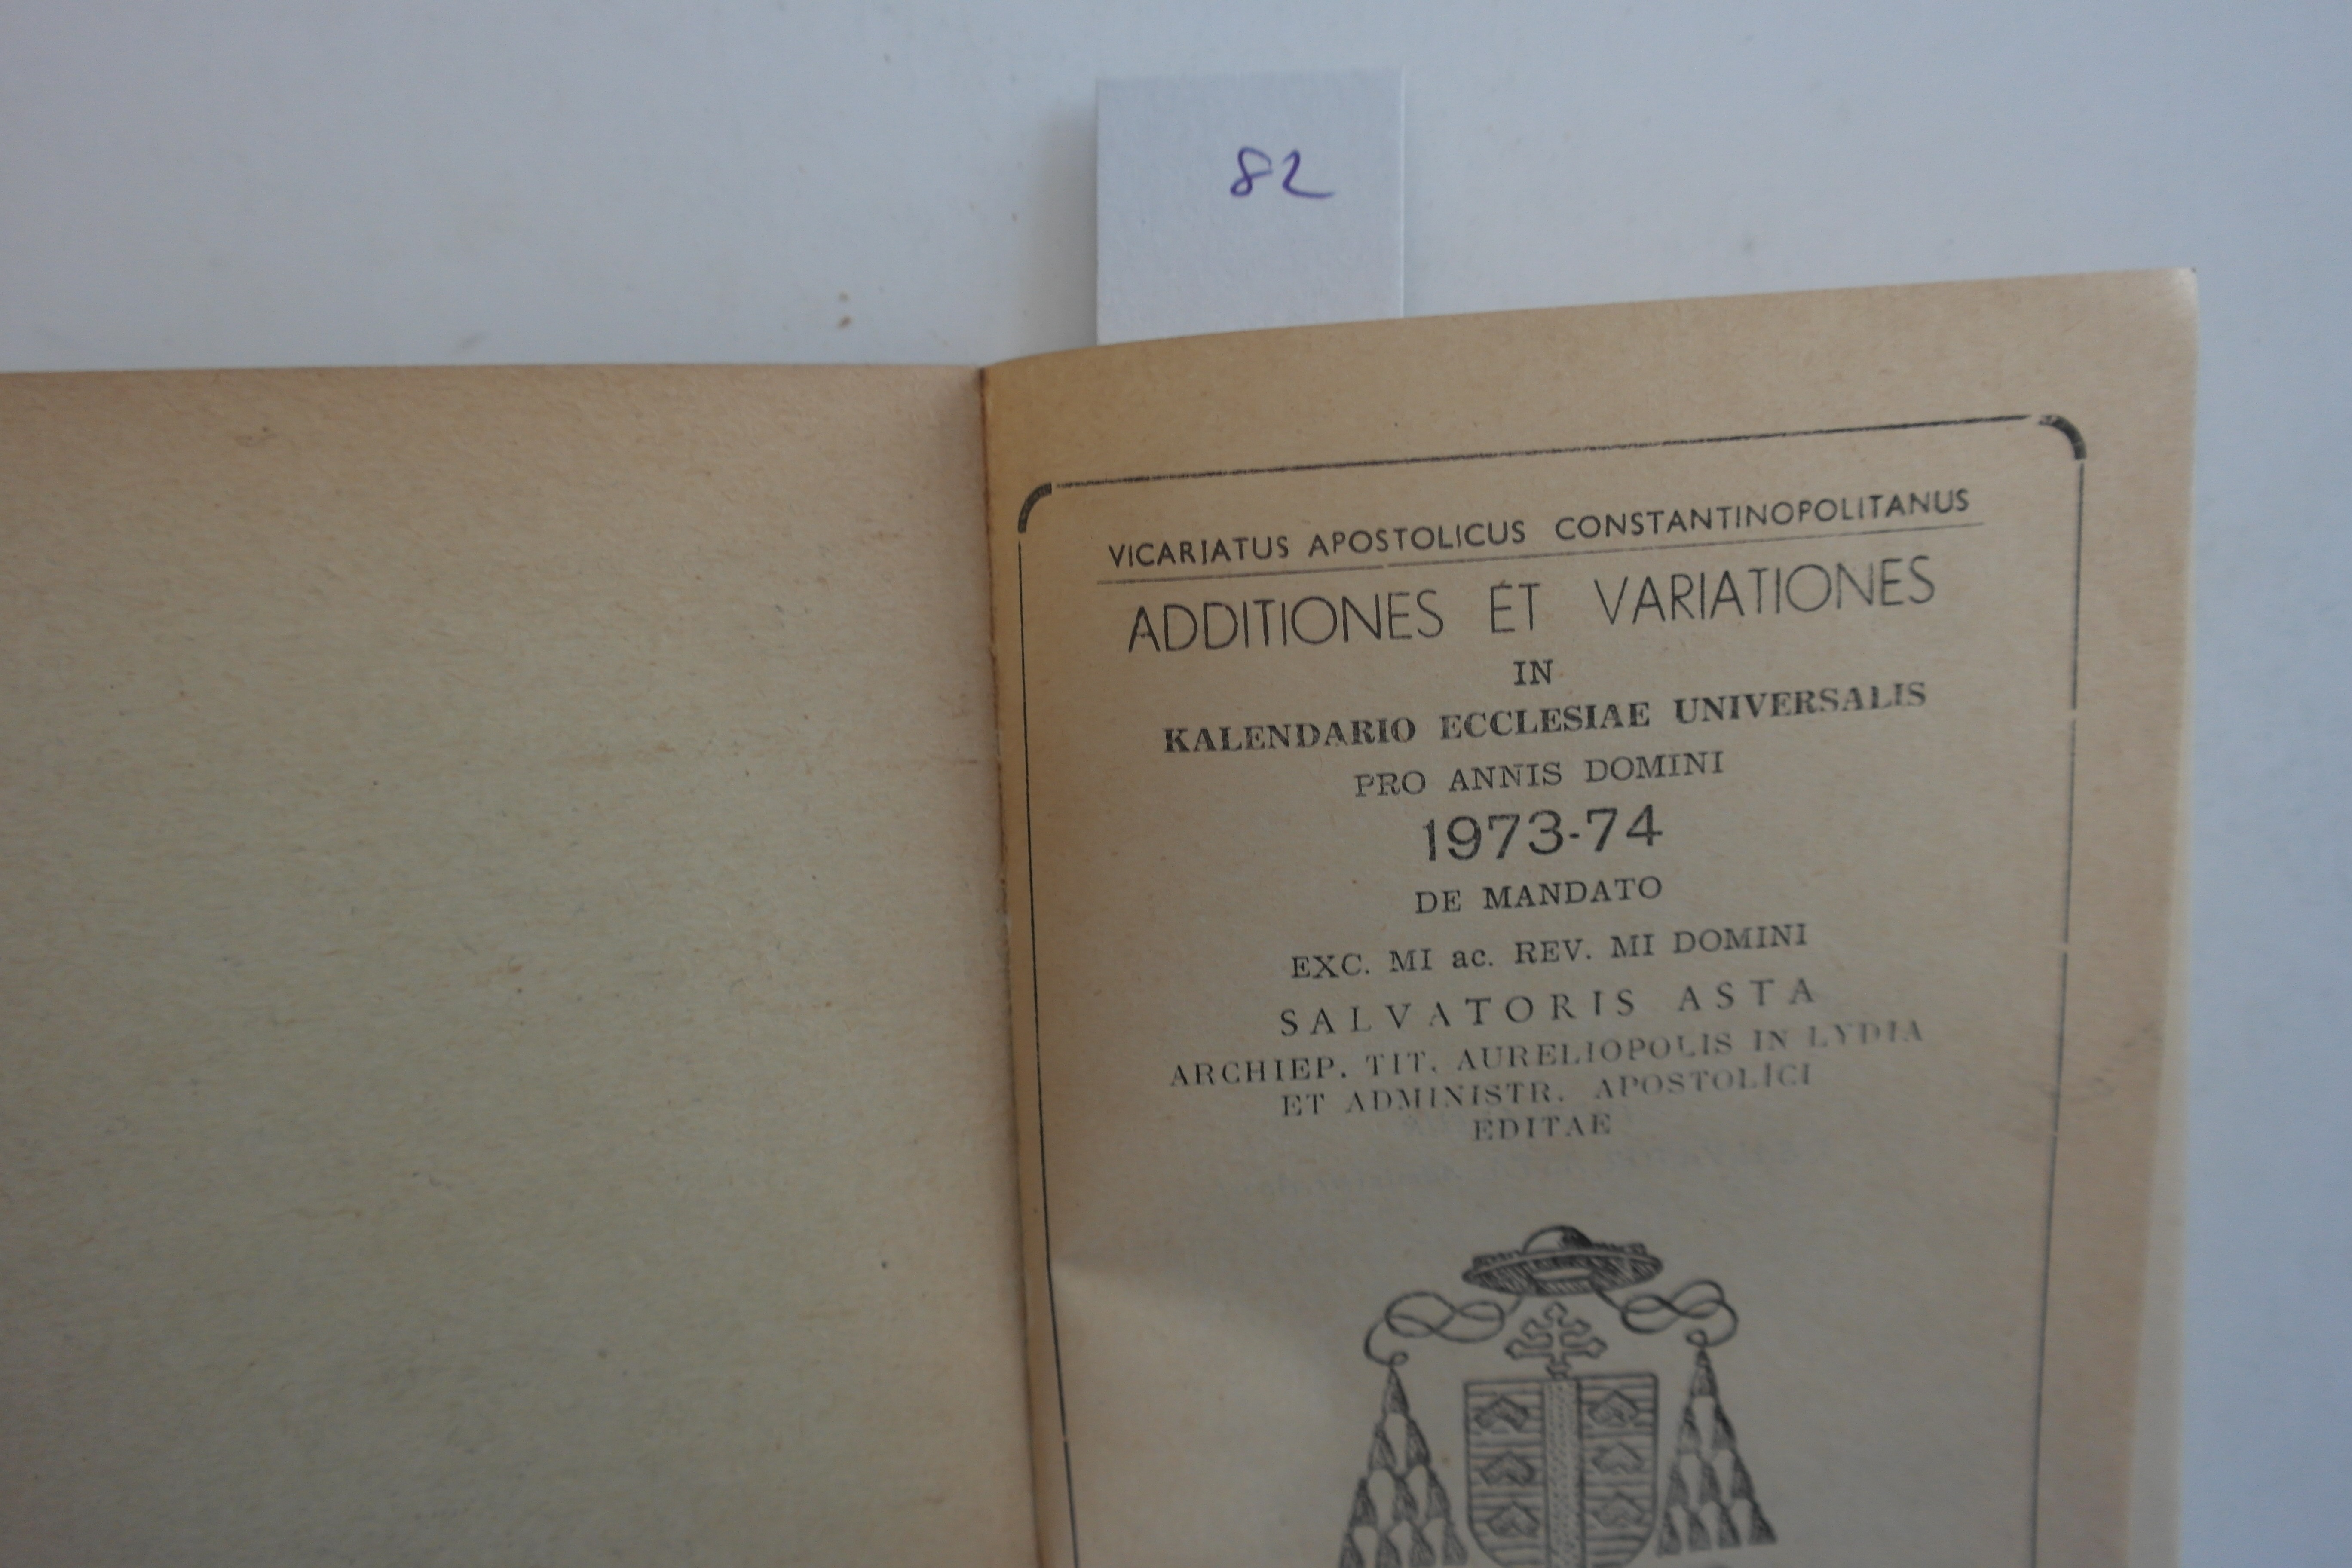 82
VICARIATUS APOSTOLICUS CONSTANTINOPOLITANUS
ADDITIONES ET VARIATIONES
IN
KALENDARIO ECCLESIAE UNIVERSALIS
PRO ANNIS DOMINI
1973-74
DE MANDATO
EXC. MI ac. REV. MI DOMINI
SALVATORIS ASTA
ARCHIEP. TIT. AURELIOPOLIS IN LYDIA
ET ADMINISTR. APOSTOLICI
EDITAE